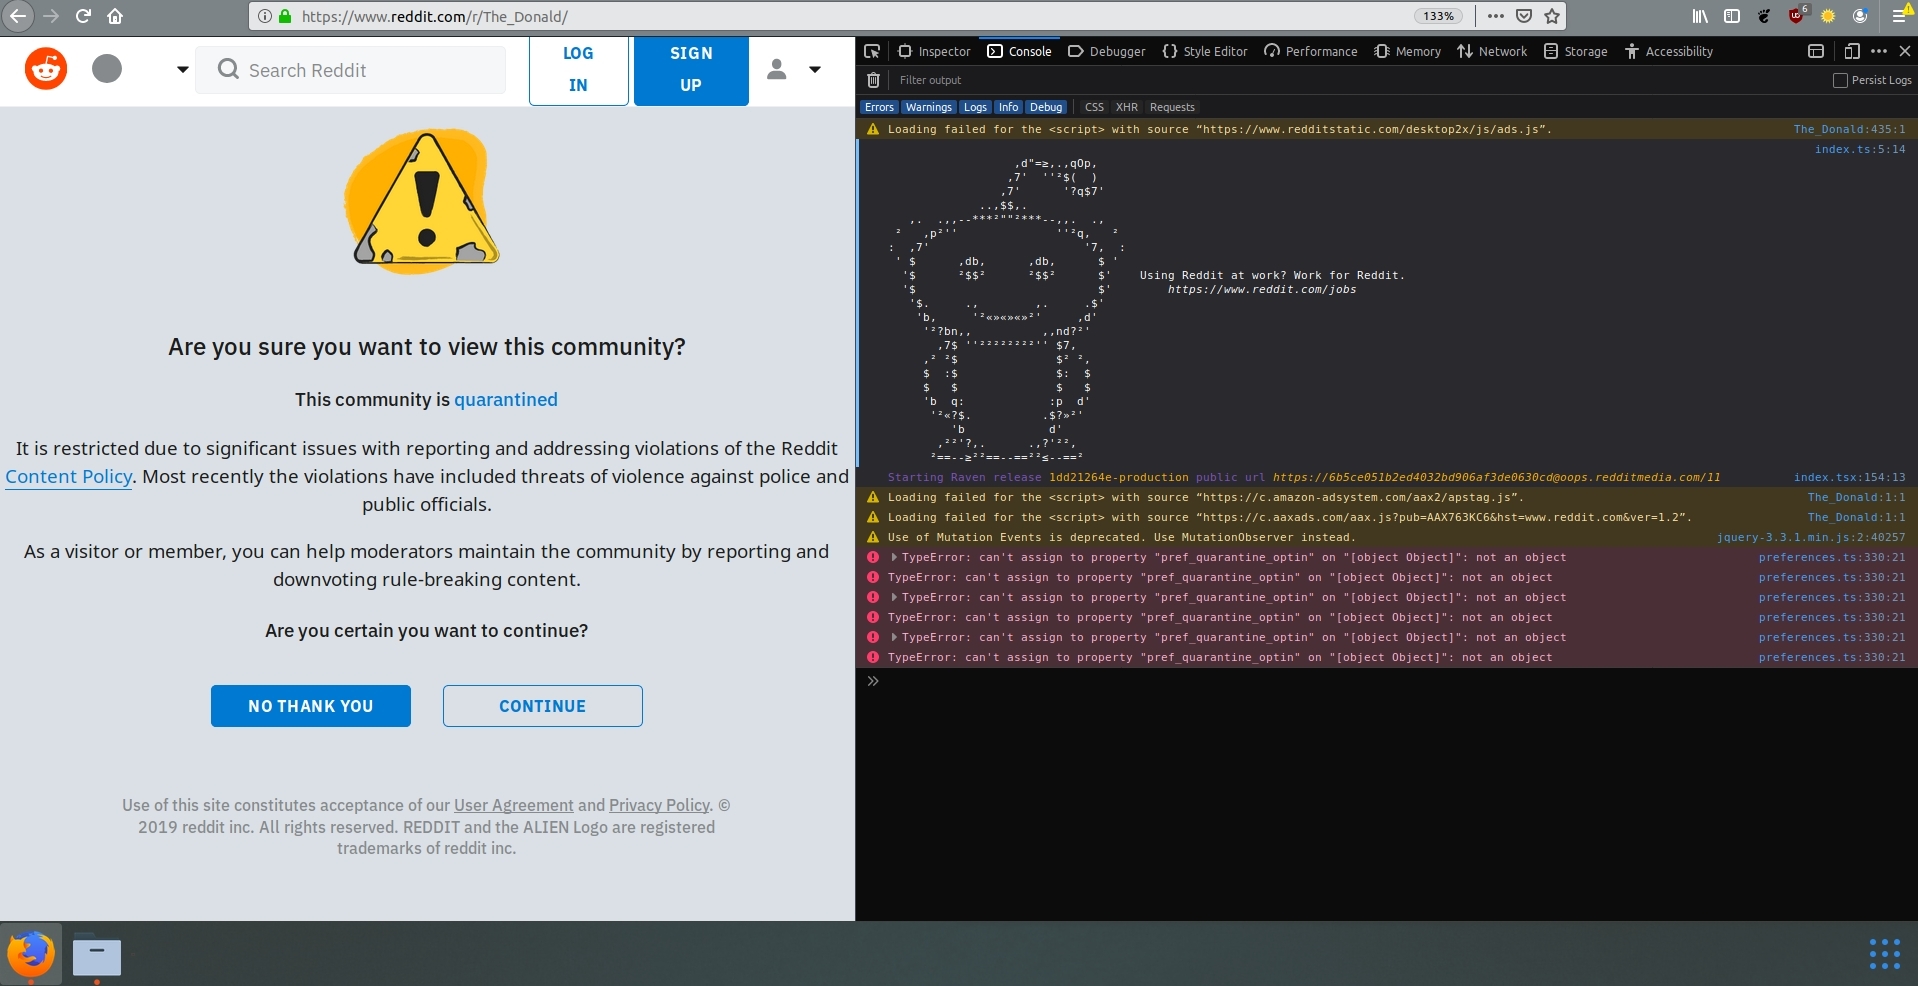 https://www.reddit.com/r/The_Donald/
133%
6
Search Reddit
LOG
IN
SIGN
UP
Are you sure you want to view this community?
This community is quarantined
It is restricted due to significant issues with reporting and addressing violations of the Reddit
Content Policy. Most recently the violations have included threats of violence against police and
public officials.
As a visitor or member, you can help moderators maintain the community by reporting and
downvoting rule-breaking content.
Are you certain you want to continue?
NO THANK YOU
CONTINUE
Use of this site constitutes acceptance of our User Agreement and Privacy Policy. ©
2019 reddit inc. All rights reserved. REDDIT and the ALIEN Logo are registered
trademarks of reddit inc.
Inspector
Console
Debugger
Style Editor
Performance
Memory
Network
Storage
Accessibility
Filter output
Persist Logs
Errors Warnings Logs Info Debug CSS XHR Requests
Loading failed for the <script> with source “https://www.redditstatic.com/desktop2x/js/ads.js”. The_Donald:435:1
index.ts:5:14
Using Reddit at work? Work for Reddit.
https://www.reddit.com/jobs
Starting Raven release 1dd21264e-production public url https://6b5ce051b2ed4032bd906af3de0630cd@oops.redditmedia.com/11 index.tsx:154:13
Loading failed for the <script> with source “https://c.amazon-adsystem.com/aax2/apstag.js”. The_Donald:1:1
Loading failed for the <script> with source “https://c.aaxads.com/aax.js?pub=AAX763KC6&hst=www.reddit.com&ver=1.2”. The_Donald:1:1
Use of Mutation Events is deprecated. Use MutationObserver instead. jquery-3.3.1.min.js:2:40257
TypeError: can't assign to property "pref_quarantine_optin" on "[object Object]": not an object preferences.ts:330:21
TypeError: can't assign to property "pref_quarantine_optin" on "[object Object]": not an object preferences.ts:330:21
TypeError: can't assign to property "pref_quarantine_optin" on "[object Object]": not an object preferences.ts:330:21
TypeError: can't assign to property "pref_quarantine_optin" on "[object Object]": not an object preferences.ts:330:21
TypeError: can't assign to property "pref_quarantine_optin" on "[object Object]": not an object preferences.ts:330:21
TypeError: can't assign to property "pref_quarantine_optin" on "[object Object]": not an object preferences.ts:330:21